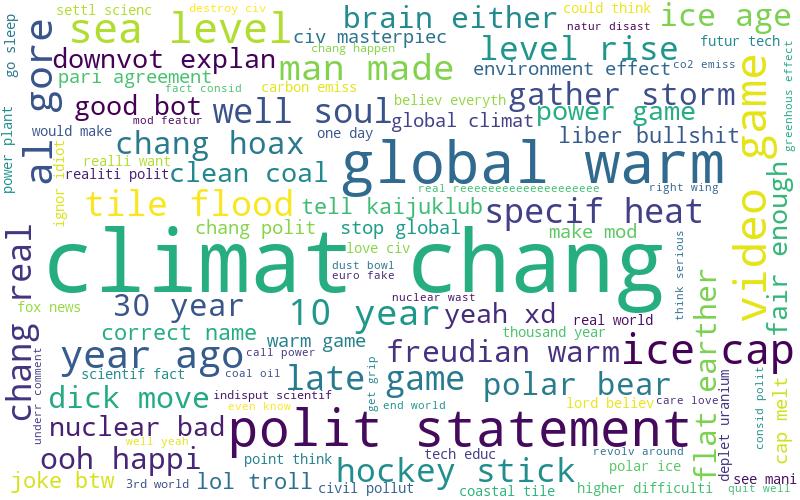 settl scienc
destroy civ
could think
ice age
brain either
natur disast
sea level
civ masterpiec
go sleep
al gore
downvot explan
chang happen
level rise
futur tech
man made
environment effect
co2 emiss
pari agreement
fact consid
carbon emiss
gather storm
greenhous effect
good bot
well soul
believ everyth
power game
video game
mod featur
global climat
power plant
would make
chang hoax
one day
liber bullshit
ignor idiot
realli want
global warm
realiti polit
clean coal
real reeeeeeeeeeeeeeeeeeee
right wing
tile flood
tell kaijuklub
specif heat
fair enough
chang polit
stop global
make mod
climat chang
love civ
think serious
chang real
dust bowl
euro fake
nuclear wast
fox news
30 year
10 year
yeah xd
real world
correct name
thousand year
flat earther
warm game
year ago
call power
freudian warm
ice cap
underr comment
scientif fact
coal oil
late game
get grip
polar bear
deplet uranium
consid polit
cap melt
dick move
indisput scientif
lord believ
care love
even know
end world
nuclear bad
polit statement
well yeah
ooh happi
point think
tech educ
revolv around
hockey stick
polar ice
joke btw
3rd world
lol troll
civil pollut
coastal tile
higher difficulti
see mani
quit well